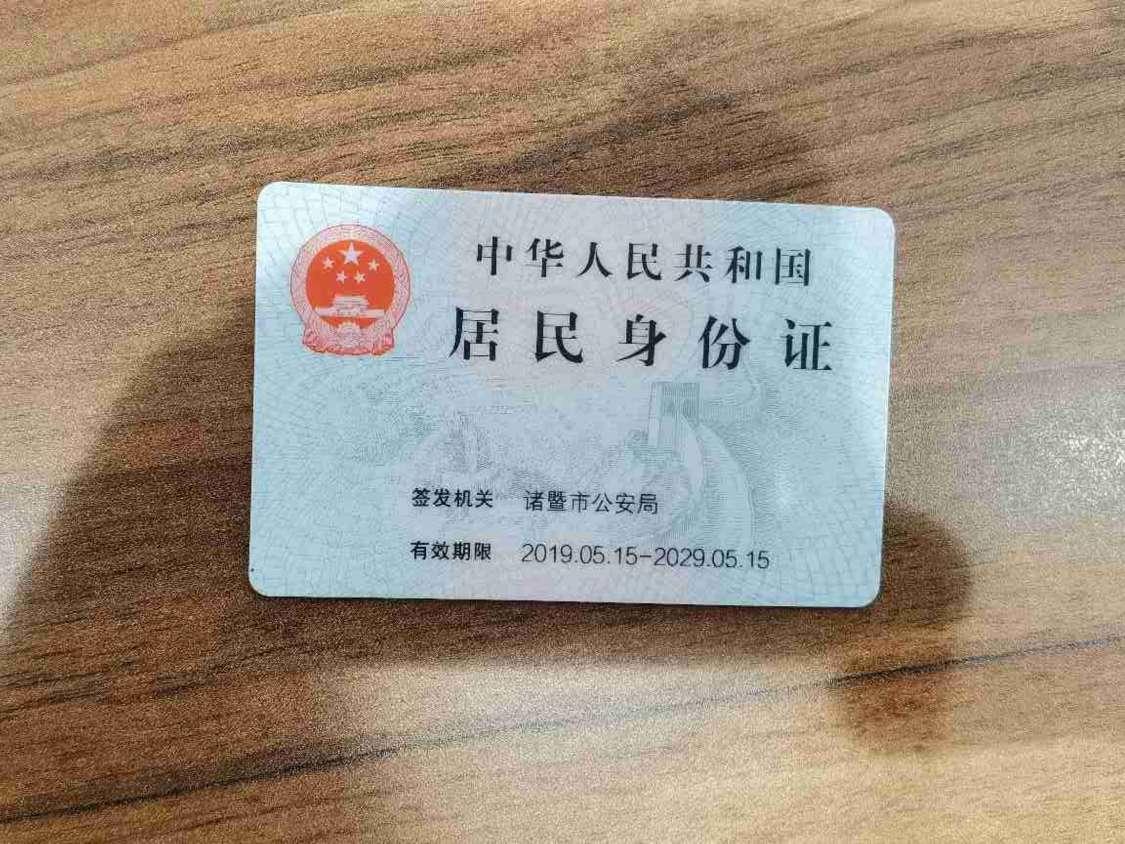 中华人民共和国
居民身份证
签发机关 诸暨市公安局
有效期限 2019.05.15-2029.05.15